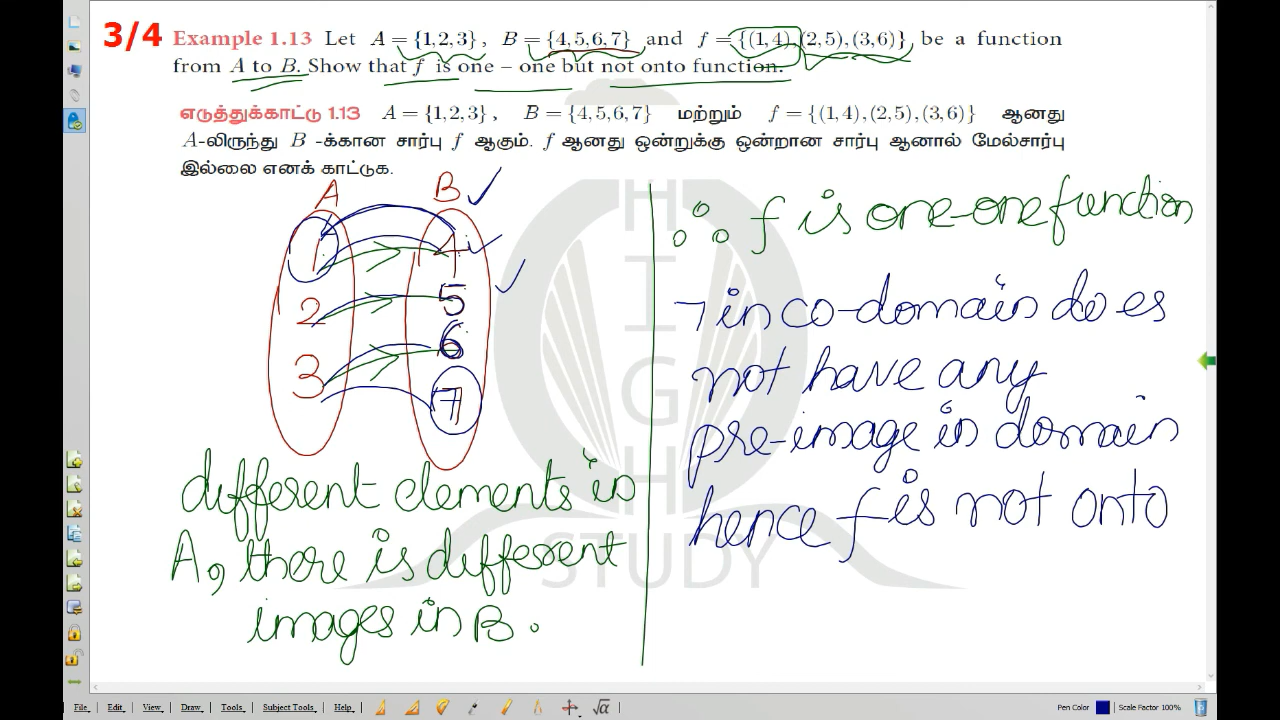 3/4 Example 1.13 Let A = {1,2,3}, B = {4,5,6,7} and f = {(1,4),(2,5),(3,6)} be a function
from A to B. Show that f is one – one but not onto function.
எடுத்துக்காட்டு 1.13 A = {1,2,3}, B = {4,5,6,7} மற்றும் f = {(1,4),(2,5),(3,6)} ஆனது
A-லிருந்து B -க்கான சார்பு f ஆகும். f ஆனது ஒன்றுக்கு ஒன்றான சார்பு ஆனால் மேல்சார்பு
இல்லை எனக் காட்டுக.
A B
1 4
2 5
3 6
7
different elements in
A, there is different
images in B.
∴ f is one-one function
7 in co-domain does
not have any
pre-image in domain
hence f is not onto
HIGH
STUDY
File Edit View Draw Tools Subject Tools Help
Pen Color Scale Factor 100%